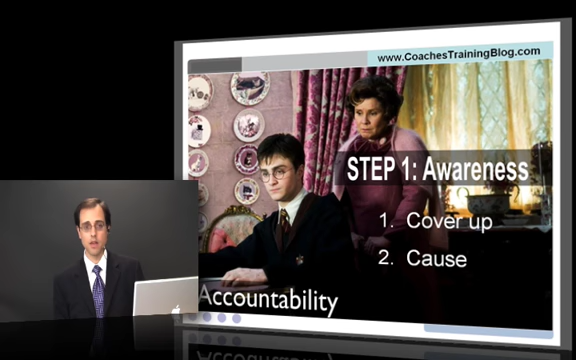 www.CoachesTrainingBlog.com
STEP 1: Awareness
1. Cover up
2. Cause
Accountability